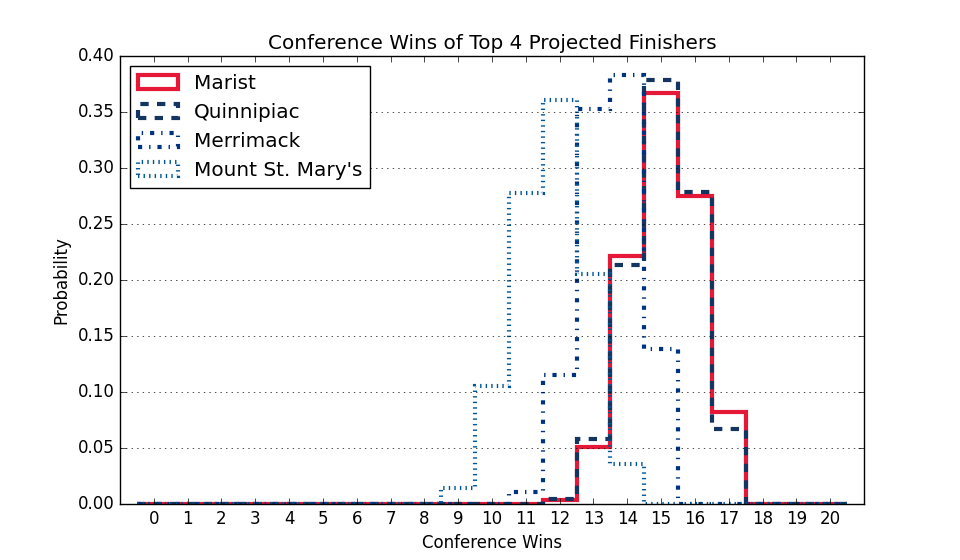 Conference Wins of Top 4 Projected Finishers
Marist
Quinnipiac
Merrimack
Mount St. Mary's
0.40
0.35
0.30
0.25
0.20
0.15
0.10
0.05
0.00
Probability
0 1 2 3 4 5 6 7 8 9 10 11 12 13 14 15 16 17 18 19 20
Conference Wins